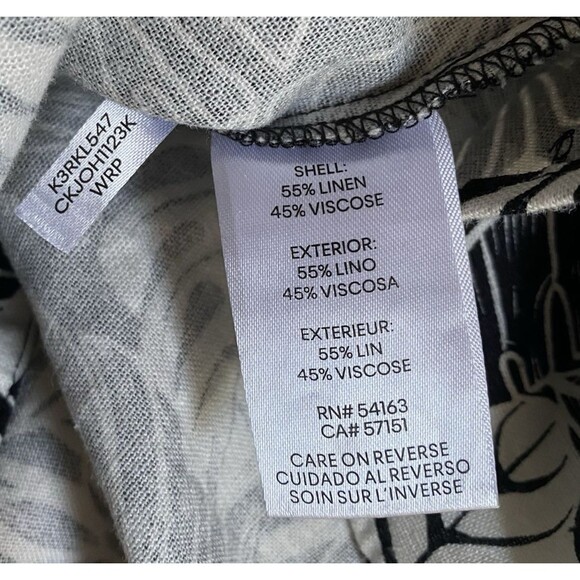 K3RKL547
CKJOH1123K
WRP
SHELL:
55% LINEN
45% VISCOSE
EXTERIOR:
55% LINO
45% VISCOSA
EXTERIEUR:
55% LIN
45% VISCOSE
RN# 54163
CA# 57151
CARE ON REVERSE
CUIDADO AL REVERSO
SOIN SUR L'INVERSE